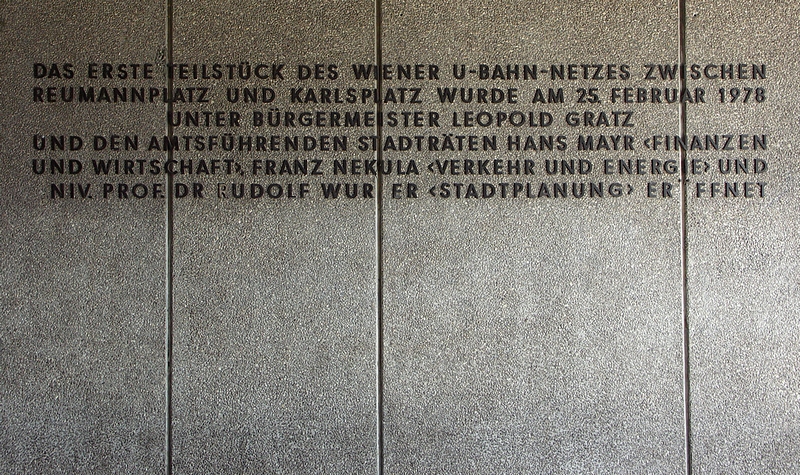 DAS ERSTE TEILSTÜCK DES WIENER U-BAHN-NETZES ZWISCHEN
REUMANNPLATZ UND KARLSPLATZ WURDE AM 25. FEBRUAR 1978
UNTER BÜRGERMEISTER LEOPOLD GRATZ
UND DEN AMTSFÜHRENDEN STADTRÄTEN HANS MAYR ‹FINANZEN
UND WIRTSCHAFT›, FRANZ NEKULA ‹VERKEHR UND ENERGIE› UND
NIV. PROF. DR RUDOLF WUR ER ‹STADTPLANUNG› ER FFNET